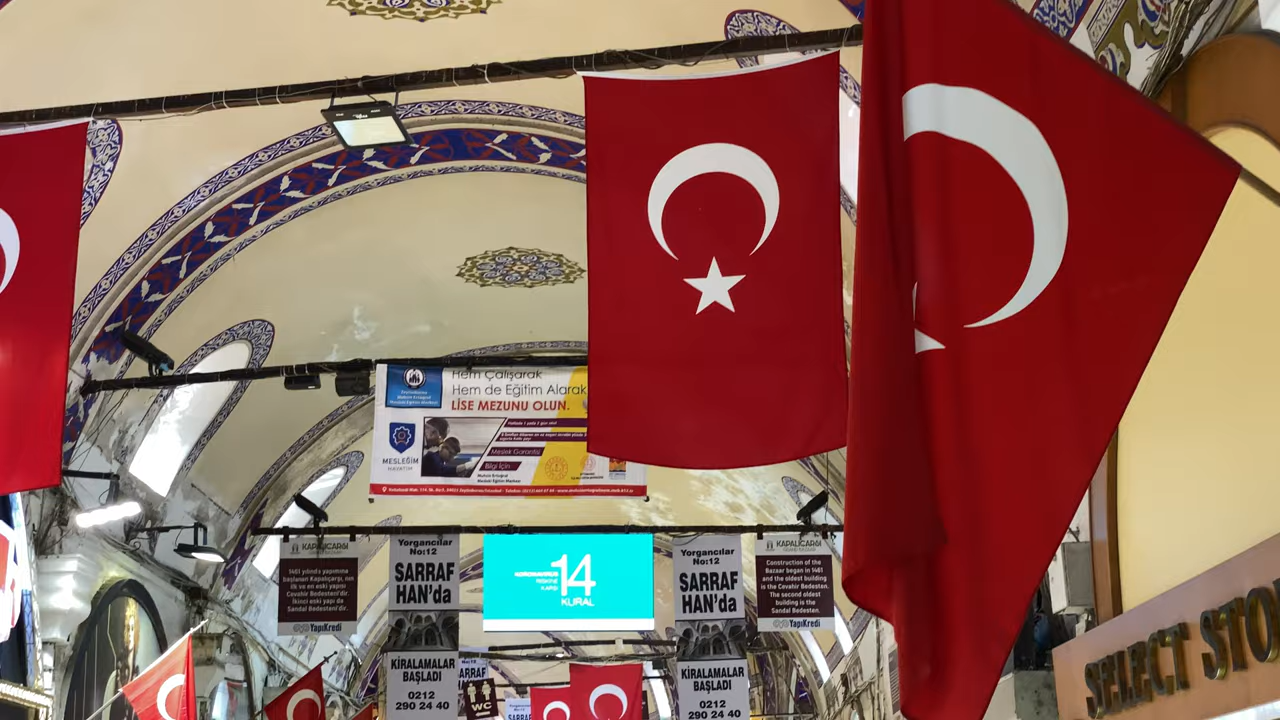 Hem Çalışarak
Hem de Eğitim Alarak
LİSE MEZUNU OLUN.
Meslek Garantisi
Bilgi İçin
MESLEĞİM
HAYATIM
14
KURAL
KAPALIÇARŞI
1461 yılında yapımına
başlanan Kapalıçarşı, nın
ilk ve en eski yapısı
Cevahir Bedesten'dir.
İkinci eski yapı da
Sandal Bedesteni'dir.
YapıKredi
Yorgancılar
No:12
SARRAF
HAN'da
KİRALAMALAR
BAŞLADI
0212
290 24 40
SARRAF
WC
Yorgancılar
No:12
SARRAF
HAN'da
KİRALAMALAR
BAŞLADI
0212
290 24 40
KAPALIÇARŞI
Construction of the
Bazaar began in 1461
and the oldest building
is the Cevahir Bedesten.
The second oldest
building is the
Sandal Bedesten.
YapıKredi
SELECT STO